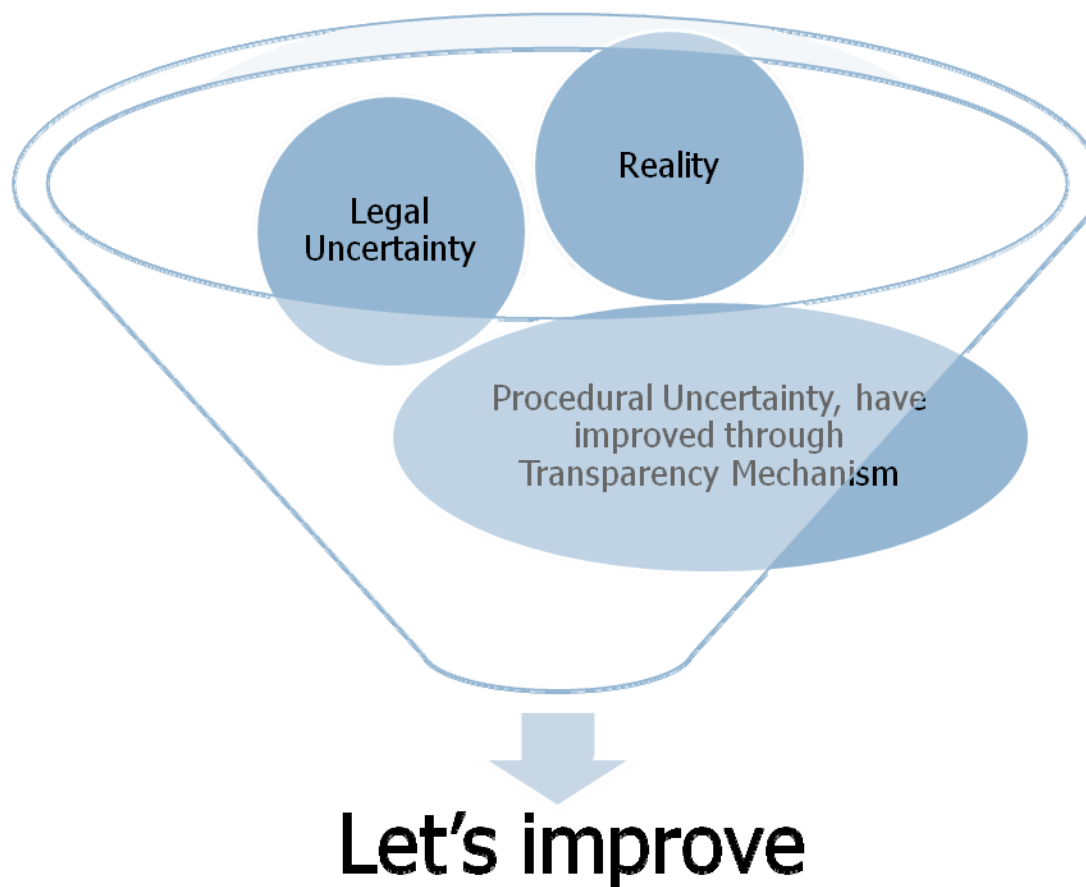 Reality
Legal
Uncertainty
Procedural Uncertainty, have
improved through
Transparency Mechanism
Let's improve